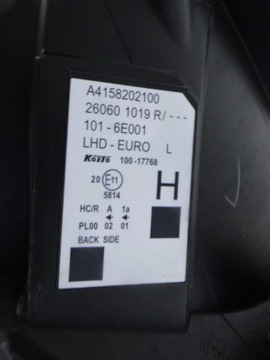 A4158202100
26060 1019 R/ ---
101 - 6E001
LHD - EURO L
Koito 100-17768
20 E11 H
5814
HC/R A 1a
← ←
PL00 02 01
BACK SIDE